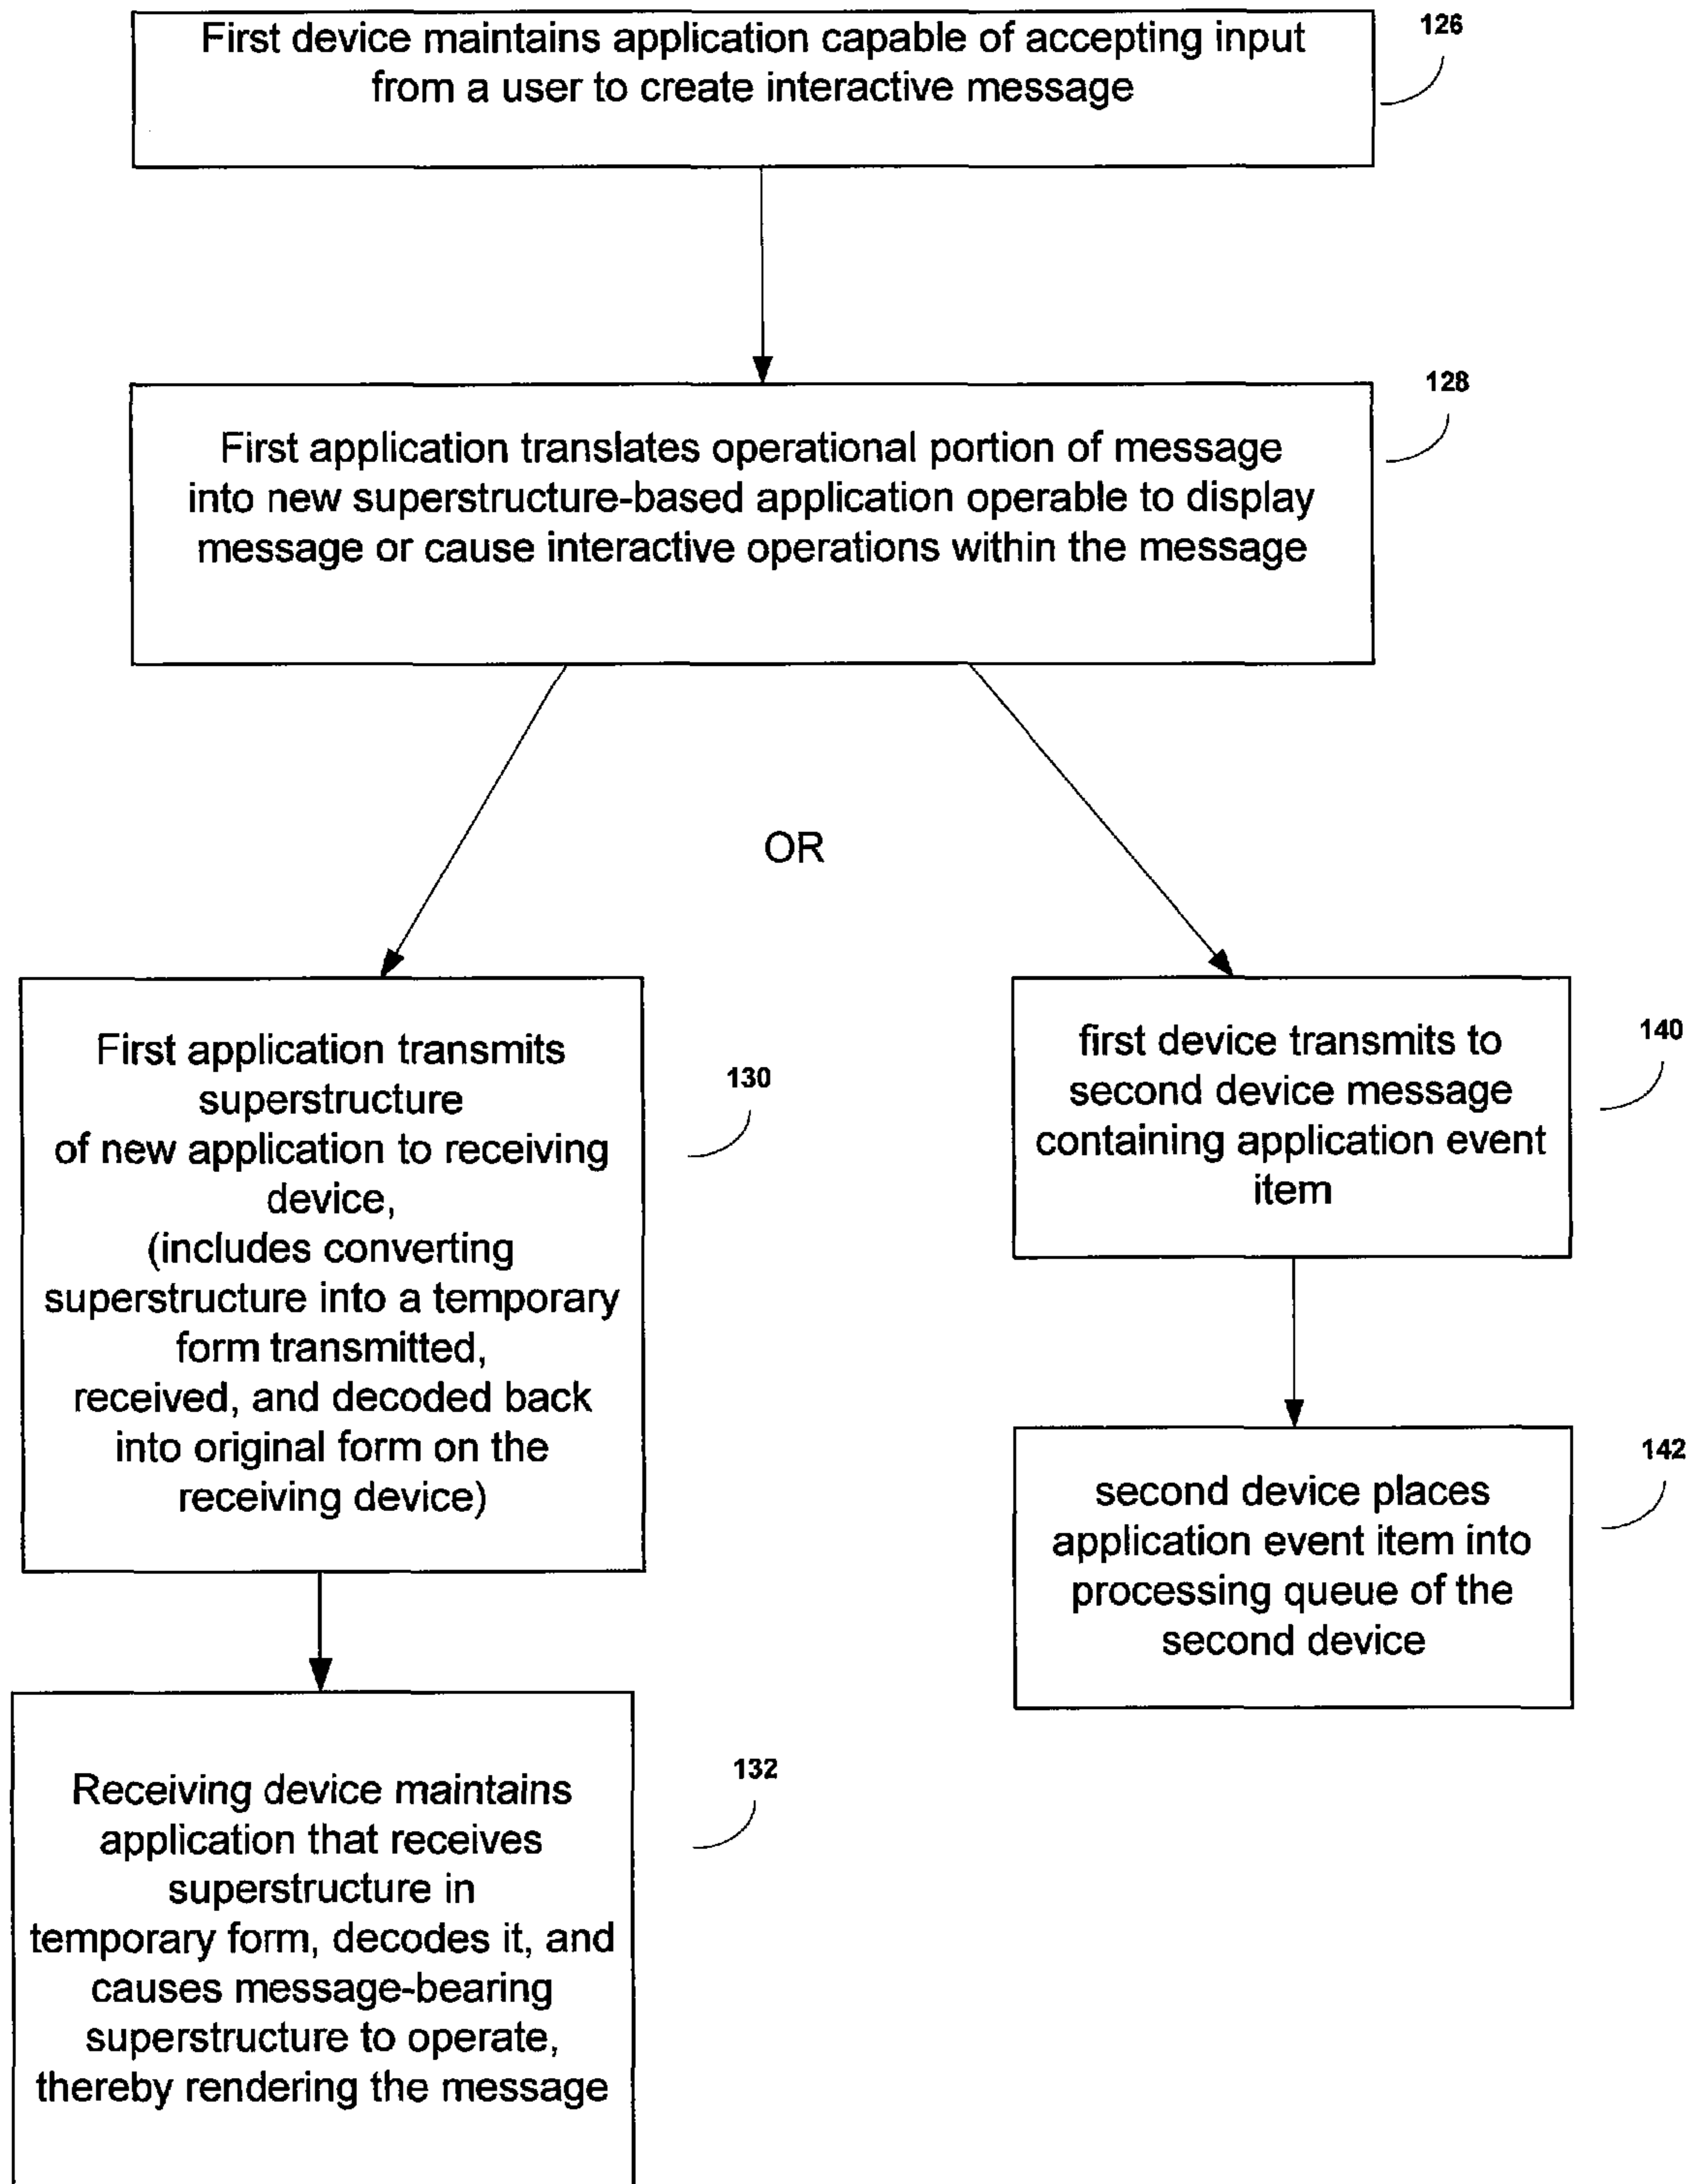 First device maintains application capable of accepting input
from a user to create interactive message
126
First application translates operational portion of message
into new superstructure-based application operable to display
message or cause interactive operations within the message
128
OR
First application transmits
superstructure
of new application to receiving
device,
(includes converting
superstructure into a temporary
form transmitted,
received, and decoded back
into original form on the
receiving device)
130
first device transmits to
second device message
containing application event
item
140
second device places
application event item into
processing queue of the
second device
142
Receiving device maintains
application that receives
superstructure in
temporary form, decodes it, and
causes message-bearing
superstructure to operate,
thereby rendering the message
132